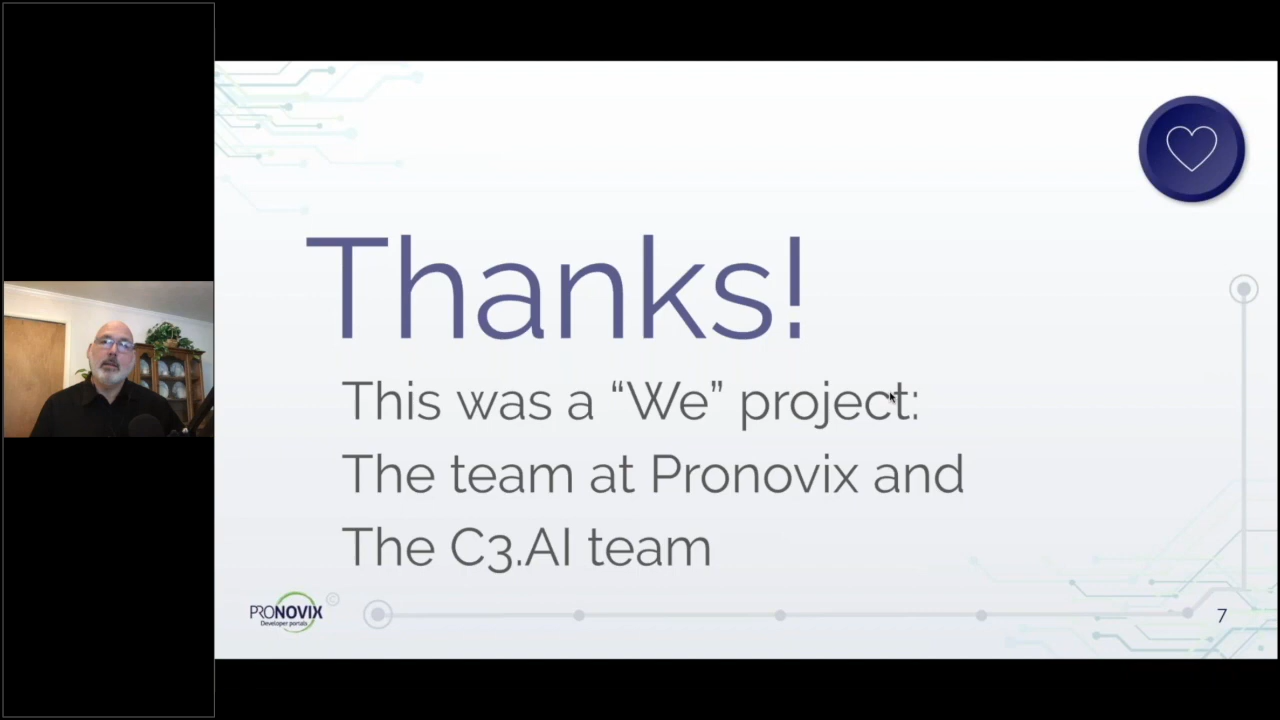 Thanks!
This was a “We” project:
The team at Pronovix and
The C3.AI team
PRONOVIX
Developer portals
©
7